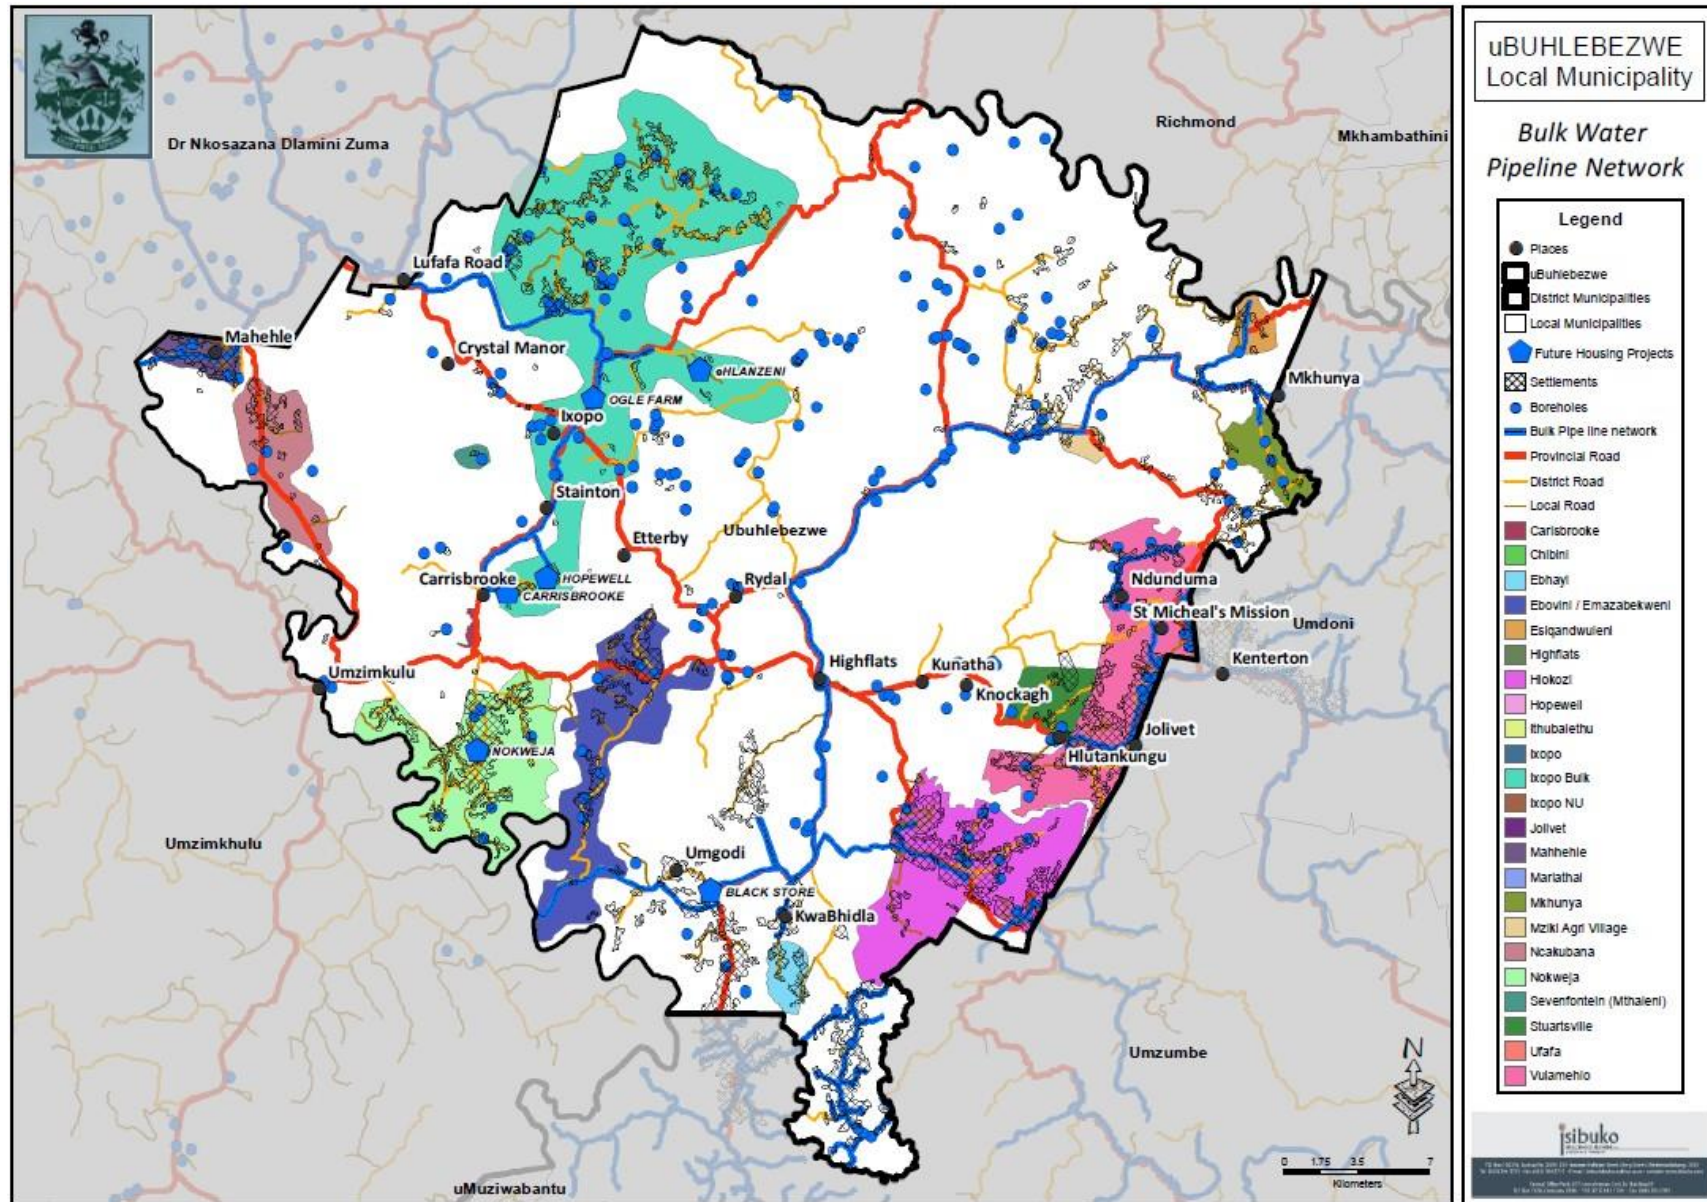 uBUHLEBEZWE
Local Municipality
Bulk Water
Pipeline Network
Legend
Places
uBuhlebezwe
District Municipalities
Local Municipalities
Future Housing Projects
Settlements
Boreholes
Bulk Pipe line network
Provincial Road
District Road
Local Road
Carisbrooke
Chibini
Ebhayi
Ebovini / Emazabekweni
Esiqandwuleni
Highflats
Hlokozi
Hopewell
Ithubalethu
Ixopo
Ixopo Bulk
Ixopo NU
Jolivet
Mahhehle
Mariathal
Mkhunya
Mziki Agri Village
Ncakubana
Nokweja
Sevenfontein (Mthaleni)
Stuartsville
Ufafa
Vulamehlo
isibuko
Richmond
Mkhambathini
Dr Nkosazana Dlamini Zuma
Lufafa Road
Mahehle
Crystal Manor
eHLANZENI
Mkhunya
OGLE FARM
Ixopo
Stainton
Ubuhlebezwe
Etterby
Carrisbrooke
HOPEWELL
CARRISBROOKE
Rydal
Ndunduma
St Micheal's Mission
Umdoni
Kenterton
Umzimkulu
Highflats
Kunatha
Knockagh
Jolivet
Hlutankungu
NOKWEJA
Umzimkhulu
Umgodi
BLACK STORE
KwaBhidla
Umzumbe
uMuziwabantu
N
0 1.75 3.5 7
Kilometers